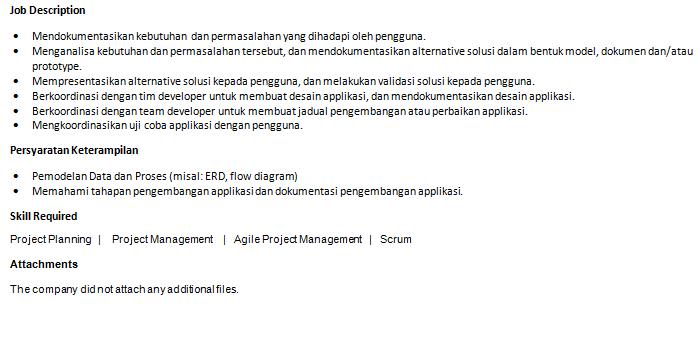 Job Description
• Mendokumentasikan kebutuhan dan permasalahan yang dihadapi oleh pengguna.
• Menganalisa kebutuhan dan permasalahan tersebut, dan mendokumentasikan alternative solusi dalam bentuk model, dokumen dan/atau
prototype.
• Mempresentasikan alternative solusi kepada pengguna, dan melakukan validasi solusi kepada pengguna.
• Berkoordinasi dengan tim developer untuk membuat desain applikasi, dan mendokumentasikan desain applikasi.
• Berkoordinasi dengan team developer untuk membuat jadual pengembangan atau perbaikan applikasi.
• Mengkoordinasikan uji coba applikasi dengan pengguna.
Persyaratan Keterampilan
• Pemodelan Data dan Proses (misal: ERD, flow diagram)
• Memahami tahapan pengembangan applikasi dan dokumentasi pengembangan applikasi.
Skill Required
Project Planning | Project Management | Agile Project Management | Scrum
Attachments
The company did not attach any additional files.